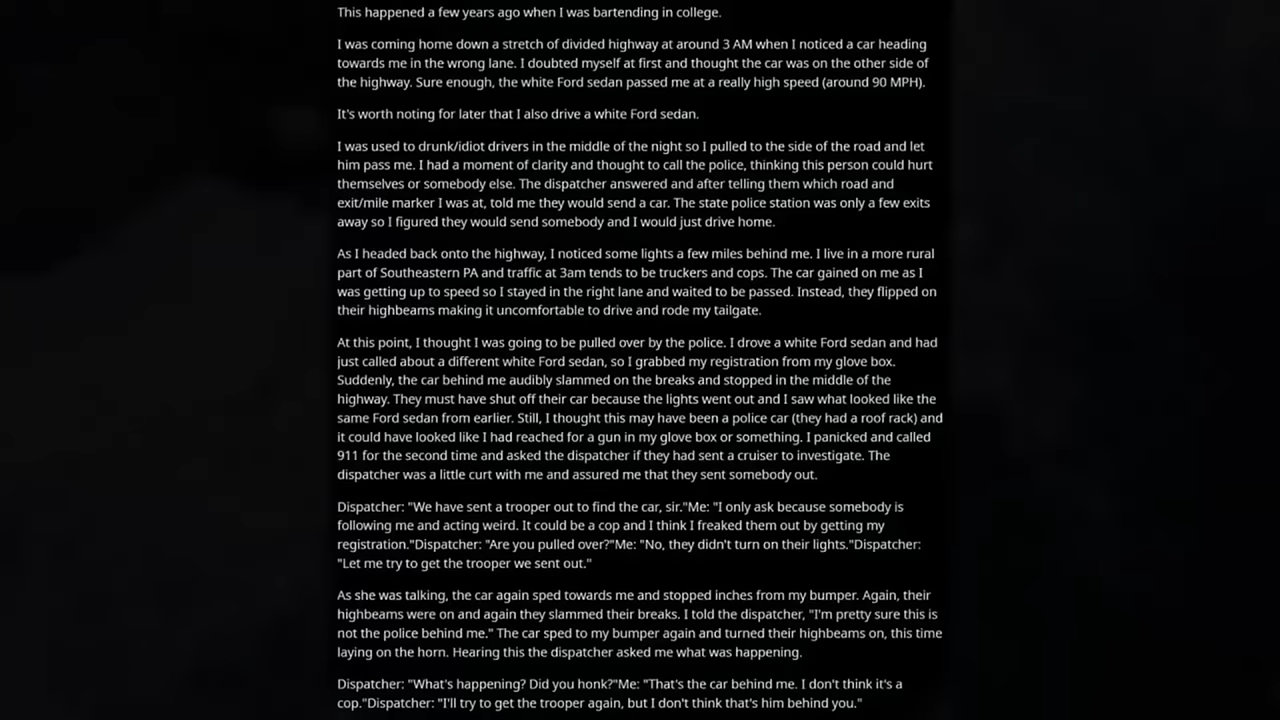 This happened a few years ago when I was bartending in college.
I was coming home down a stretch of divided highway at around 3 AM when I noticed a car heading
towards me in the wrong lane. I doubted myself at first and thought the car was on the other side of
the highway. Sure enough, the white Ford sedan passed me at a really high speed (around 90 MPH).
It's worth noting for later that I also drive a white Ford sedan.
I was used to drunk/idiot drivers in the middle of the night so I pulled to the side of the road and let
him pass me. I had a moment of clarity and thought to call the police, thinking this person could hurt
themselves or somebody else. The dispatcher answered and after telling them which road and
exit/mile marker I was at, told me they would send a car. The state police station was only a few exits
away so I figured they would send somebody and I would just drive home.
As I headed back onto the highway, I noticed some lights a few miles behind me. I live in a more rural
part of Southeastern PA and traffic at 3am tends to be truckers and cops. The car gained on me as I
was getting up to speed so I stayed in the right lane and waited to be passed. Instead, they flipped on
their highbeams making it uncomfortable to drive and rode my tailgate.
At this point, I thought I was going to be pulled over by the police. I drove a white Ford sedan and had
just called about a different white Ford sedan, so I grabbed my registration from my glove box.
Suddenly, the car behind me audibly slammed on the breaks and stopped in the middle of the
highway. They must have shut off their car because the lights went out and I saw what looked like the
same Ford sedan from earlier. Still, I thought this may have been a police car (they had a roof rack) and
it could have looked like I had reached for a gun in my glove box or something. I panicked and called
911 for the second time and asked the dispatcher if they had sent a cruiser to investigate. The
dispatcher was a little curt with me and assured me that they sent somebody out.
Dispatcher: "We have sent a trooper out to find the car, sir."Me: "I only ask because somebody is
following me and acting weird. It could be a cop and I think I freaked them out by getting my
registration."Dispatcher: "Are you pulled over?"Me: "No, they didn't turn on their lights."Dispatcher:
"Let me try to get the trooper we sent out."
As she was talking, the car again sped towards me and stopped inches from my bumper. Again, their
highbeams were on and again they slammed their breaks. I told the dispatcher, "I'm pretty sure this is
not the police behind me." The car sped to my bumper again and turned their highbeams on, this time
laying on the horn. Hearing this the dispatcher asked me what was happening.
Dispatcher: "What's happening? Did you honk?"Me: "That's the car behind me. I don't think it's a
cop."Dispatcher: "I'll try to get the trooper again, but I don't think that's him behind you."